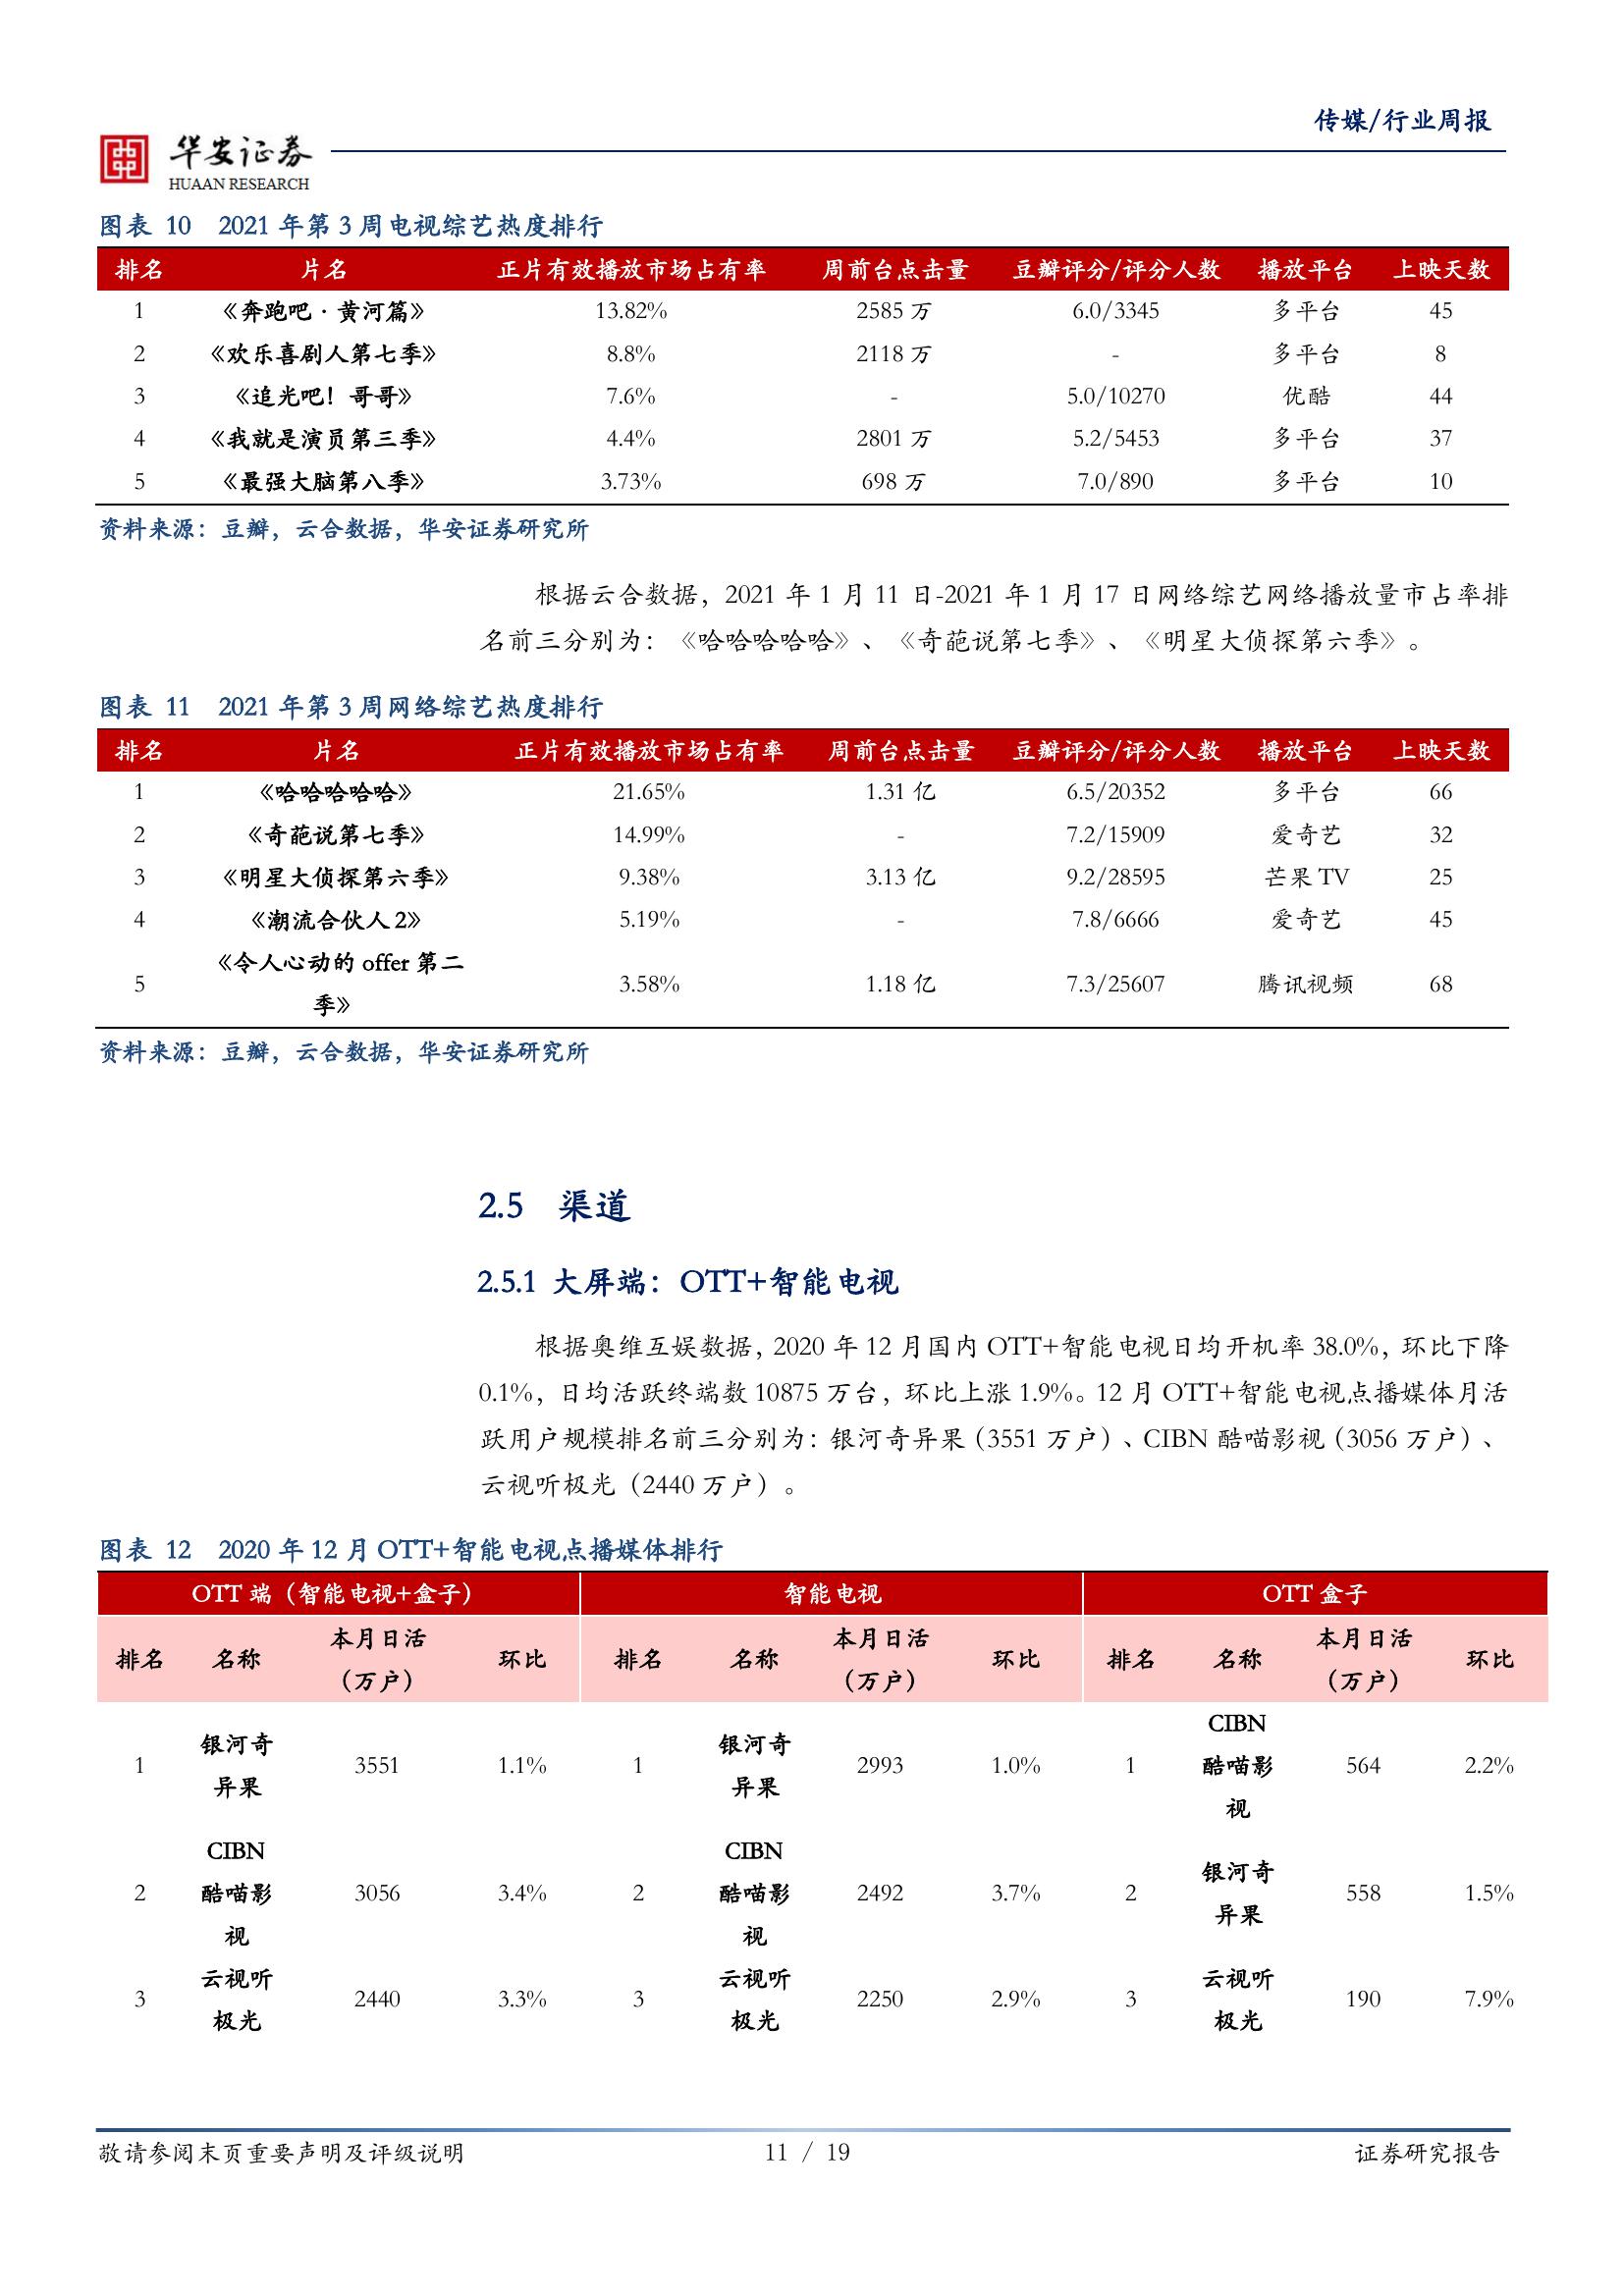 传媒/行业周报
华安证券
HUAAN RESEARCH
图表 10 2021 年第 3 周电视综艺热度排行
排名 片名 正片有效播放市场占有率 周前台点击量 豆瓣评分/评分人数 播放平台 上映天数
1 《奔跑吧·黄河篇》 13.82% 2585 万 6.0/3345 多平台 45
2 《欢乐喜剧人第七季》 8.8% 2118 万 - 多平台 8
3 《追光吧！哥哥》 7.6% - 5.0/10270 优酷 44
4 《我就是演员第三季》 4.4% 2801 万 5.2/5453 多平台 37
5 《最强大脑第八季》 3.73% 698 万 7.0/890 多平台 10
资料来源：豆瓣，云合数据，华安证券研究所
根据云合数据，2021 年 1 月 11 日-2021 年 1 月 17 日网络综艺网络播放量市占率排
名前三分别为：《哈哈哈哈哈》、《奇葩说第七季》、《明星大侦探第六季》。
图表 11 2021 年第 3 周网络综艺热度排行
排名 片名 正片有效播放市场占有率 周前台点击量 豆瓣评分/评分人数 播放平台 上映天数
1 《哈哈哈哈哈》 21.65% 1.31 亿 6.5/20352 多平台 66
2 《奇葩说第七季》 14.99% - 7.2/15909 爱奇艺 32
3 《明星大侦探第六季》 9.38% 3.13 亿 9.2/28595 芒果 TV 25
4 《潮流合伙人 2》 5.19% - 7.8/6666 爱奇艺 45
《令人心动的 offer 第二
5 3.58% 1.18 亿 7.3/25607 腾讯视频 68
季》
资料来源：豆瓣，云合数据，华安证券研究所
2.5 渠道
2.5.1 大屏端：OTT+智能电视
根据奥维互娱数据，2020 年 12 月国内 OTT+智能电视日均开机率 38.0%，环比下降
0.1%，日均活跃终端数 10875 万台，环比上涨 1.9%。12 月 OTT+智能电视点播媒体月活
跃用户规模排名前三分别为：银河奇异果（3551 万户）、CIBN 酷喵影视（3056 万户）、
云视听极光（2440 万户）。
图表 12 2020 年 12 月 OTT+智能电视点播媒体排行
OTT 端（智能电视+盒子） 智能电视 OTT 盒子
本月日活 本月日活 本月日活
排名 名称 环比 排名 名称 环比 排名 名称 环比
（万户） （万户） （万户）
CIBN
银河奇 银河奇
1 3551 1.1% 1 2993 1.0% 1 酷喵影 564 2.2%
异果 异果
视
CIBN CIBN
银河奇
2 酷喵影 3056 3.4% 2 酷喵影 2492 3.7% 2 558 1.5%
异果
视 视
云视听 云视听 云视听
3 2440 3.3% 3 2250 2.9% 3 190 7.9%
极光 极光 极光
敬请参阅末页重要声明及评级说明 11 / 19 证券研究报告